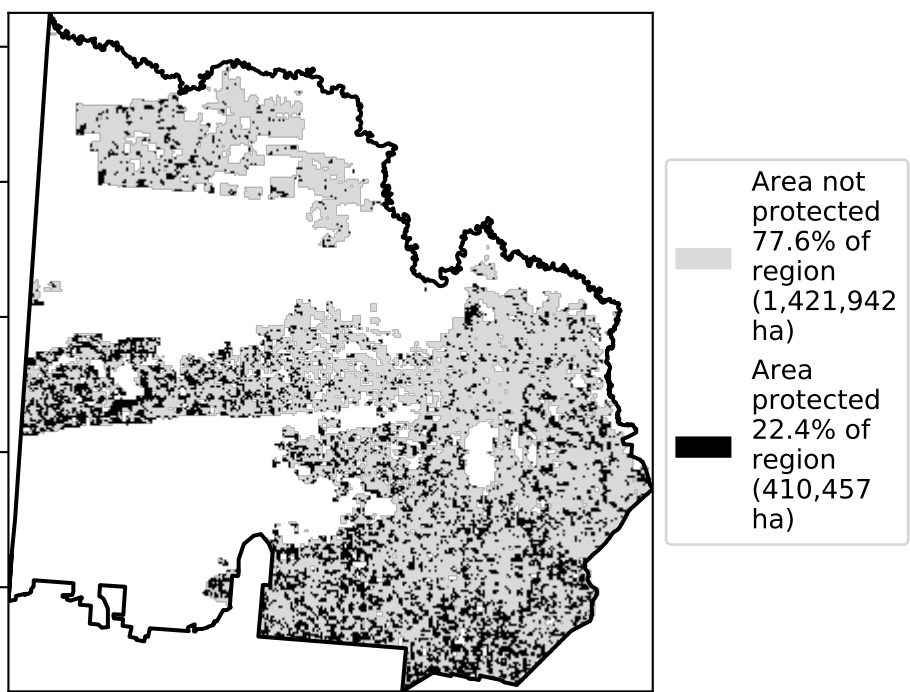 Area not
protected
77.6% of
region
(1,421,942
ha)
Area
protected
22.4% of
region
(410,457
ha)